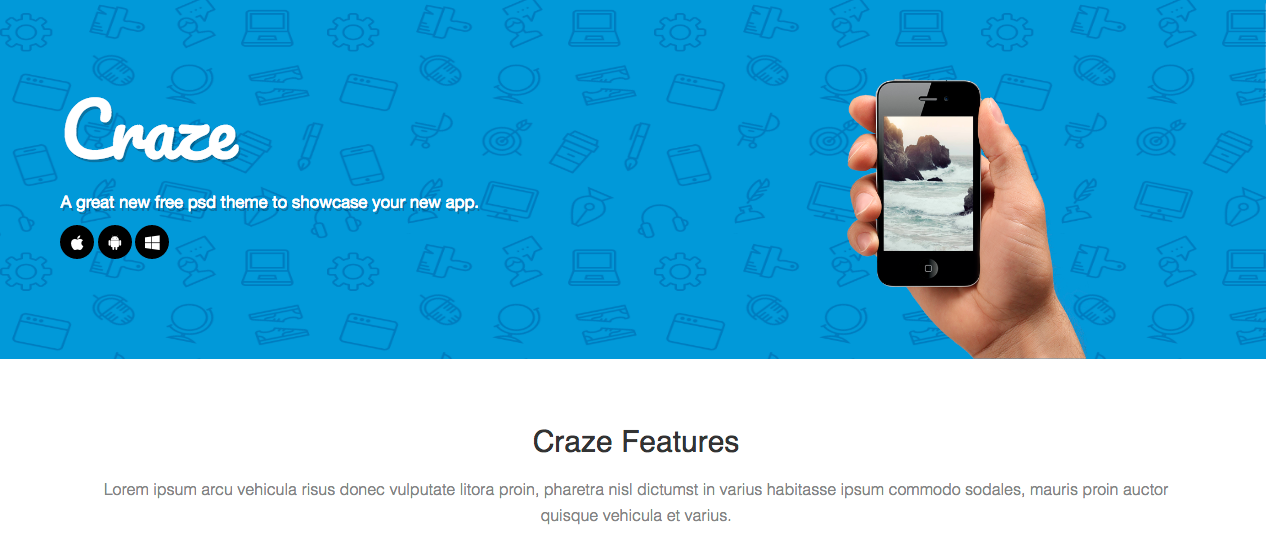 Craze
A great new free psd theme to showcase your new app.
Craze Features
Lorem ipsum arcu vehicula risus donec vulputate litora proin, pharetra nisl dictumst in varius habitasse ipsum commodo sodales, mauris proin auctor
quisque vehicula et varius.